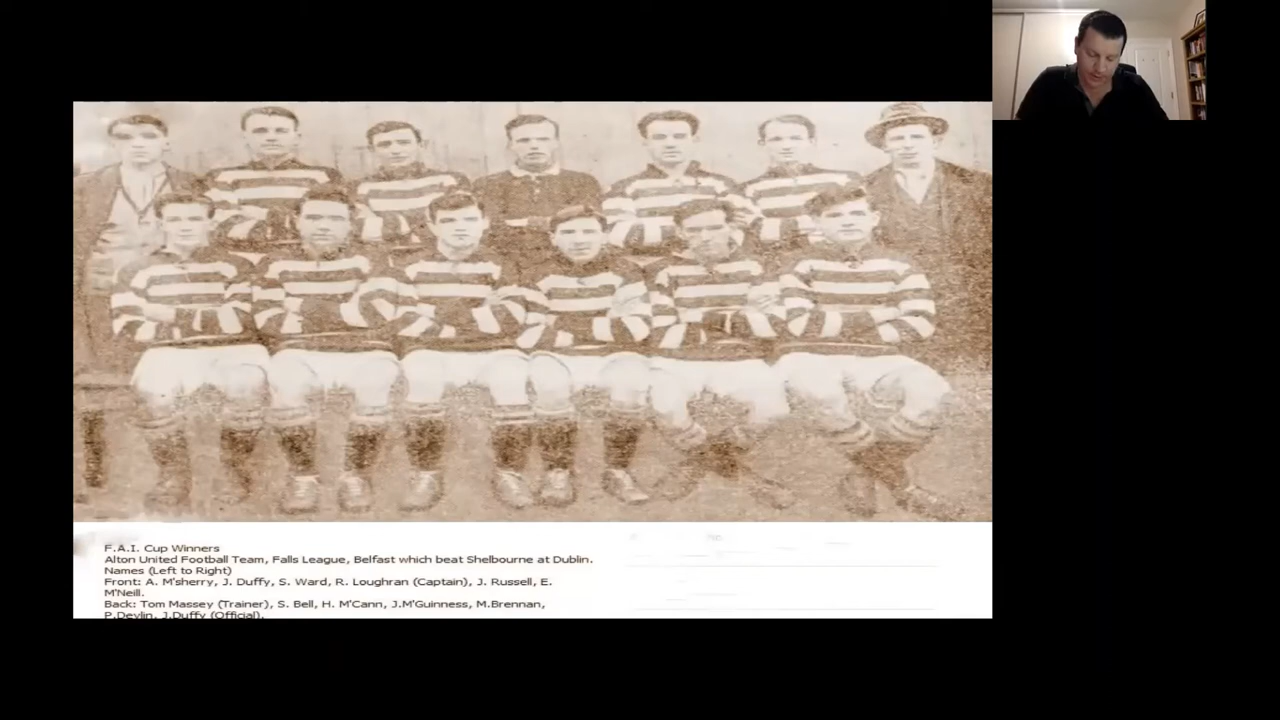 F.A.I. Cup Winners
Alton United Football Team, Falls League, Belfast which beat Shelbourne at Dublin.
Names (Left to Right)
Front: A. M'sherry, J. Duffy, S. Ward, R. Loughran (Captain), J. Russell, E.
M'Neill.
Back: Tom Massey (Trainer), S. Bell, H. M'Cann, J.M'Guinness, M.Brennan,
P.Devlin, J.Duffy (Official).